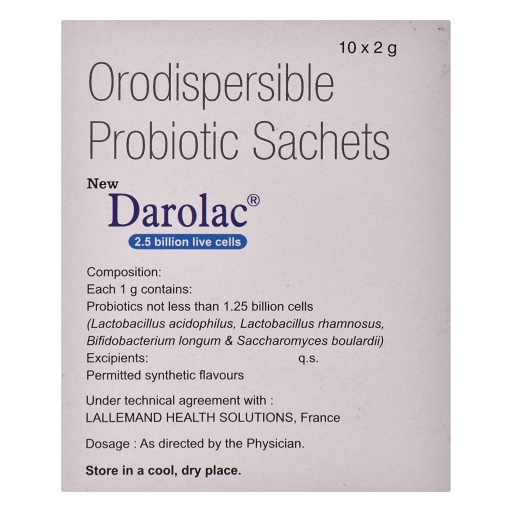 10 x 2 g
Orodispersible
Probiotic Sachets
New
Darolac®
2.5 billion live cells
Composition:
Each 1 g contains:
Probiotics not less than 1.25 billion cells
(Lactobacillus acidophilus, Lactobacillus rhamnosus,
Bifidobacterium longum & Saccharomyces boulardii)
Excipients: q.s.
Permitted synthetic flavours
Under technical agreement with :
LALLEMAND HEALTH SOLUTIONS, France
Dosage : As directed by the Physician.
Store in a cool, dry place.